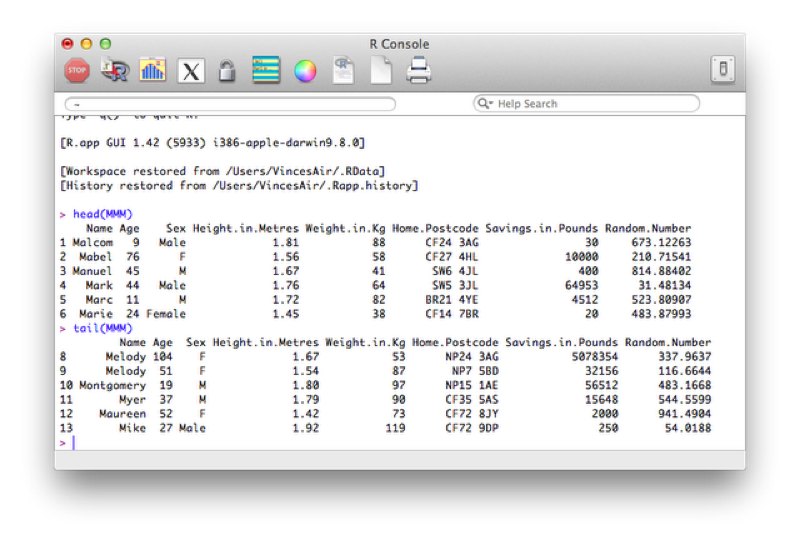 R Console
STOP
R
X
~
Help Search
Type 'q()' to quit R.
[R.app GUI 1.42 (5933) i386-apple-darwin9.8.0]
[Workspace restored from /Users/VincesAir/.RData]
[History restored from /Users/VincesAir/.Rapp.history]
> head(MMM)
Name Age Sex Height.in.Metres Weight.in.Kg Home.Postcode Savings.in.Pounds Random.Number
1 Malcom 9 Male 1.81 88 CF24 3AG 30 673.12263
2 Mabel 76 F 1.56 58 CF27 4HL 10000 210.71541
3 Manuel 45 M 1.67 41 SW6 4JL 400 814.88402
4 Mark 44 Male 1.76 64 SW5 3JL 64953 31.48134
5 Marc 11 M 1.72 82 BR21 4YE 4512 523.80907
6 Marie 24 Female 1.45 38 CF14 7BR 20 483.87993
> tail(MMM)
Name Age Sex Height.in.Metres Weight.in.Kg Home.Postcode Savings.in.Pounds Random.Number
8 Melody 104 F 1.67 53 NP24 3AG 5078354 337.9637
9 Melody 51 F 1.54 87 NP7 5BD 32156 116.6644
10 Montgomery 19 M 1.80 97 NP15 1AE 56512 483.1668
11 Myer 37 M 1.79 90 CF35 5AS 15648 544.5599
12 Maureen 52 F 1.42 73 CF72 8JY 2000 941.4904
13 Mike 27 Male 1.92 119 CF72 9DP 250 54.0188
>